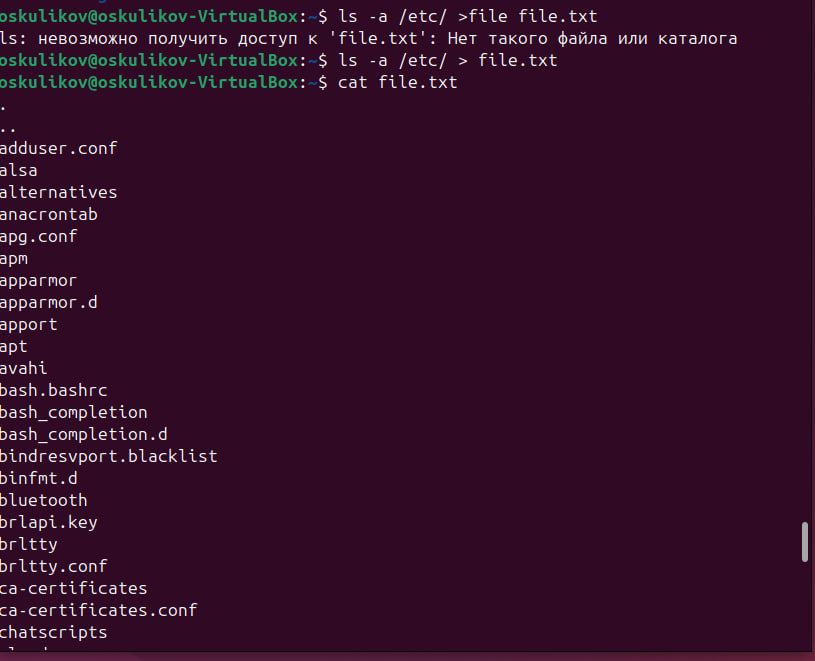 oskulikov@oskulikov-VirtualBox:~$ ls -a /etc/ >file file.txt
ls: невозможно получить доступ к 'file.txt': Нет такого файла или каталога
oskulikov@oskulikov-VirtualBox:~$ ls -a /etc/ > file.txt
oskulikov@oskulikov-VirtualBox:~$ cat file.txt
.
..
adduser.conf
alsa
alternatives
anacrontab
apg.conf
apm
apparmor
apparmor.d
apport
apt
avahi
bash.bashrc
bash_completion
bash_completion.d
bindresvport.blacklist
binfmt.d
bluetooth
brlapi.key
brltty
brltty.conf
ca-certificates
ca-certificates.conf
chatscripts